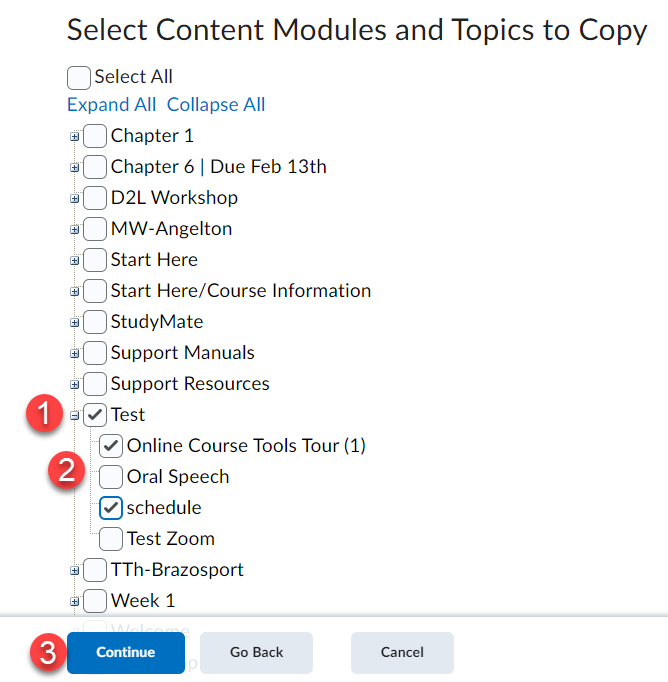 Select Content Modules and Topics to Copy
Select All
Expand All Collapse All
Chapter 1
Chapter 6 | Due Feb 13th
D2L Workshop
MW-Angelton
Start Here
Start Here/Course Information
StudyMate
Support Manuals
Support Resources
1 Test
Online Course Tools Tour (1)
2 Oral Speech
schedule
Test Zoom
TTh-Brazosport
Week 1
Welcome
3 Continue Go Back Cancel